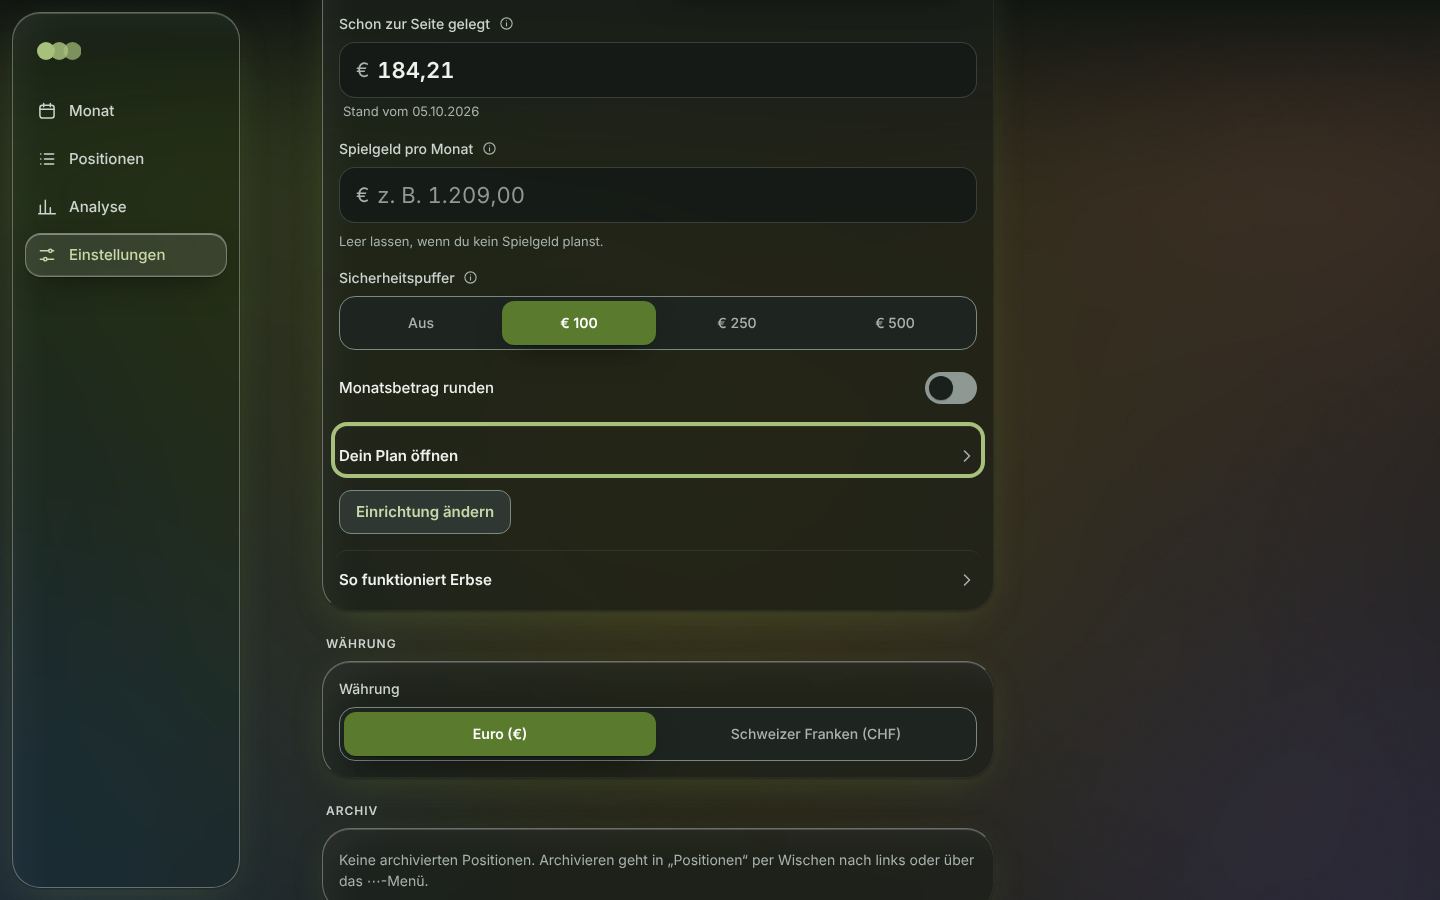 Schon zur Seite gelegt
€ 184,21
Stand vom 05.10.2026
Monat
Spielgeld pro Monat
Positionen
€ z. B. 1.209,00
Analyse
Leer lassen, wenn du kein Spielgeld planst.
Einstellungen
Sicherheitspuffer
Aus € 100 € 250 € 500
Monatsbetrag runden
Dein Plan öffnen
Einrichtung ändern
So funktioniert Erbse
WÄHRUNG
Währung
Euro (€) Schweizer Franken (CHF)
ARCHIV
Keine archivierten Positionen. Archivieren geht in „Positionen“ per Wischen nach links oder über
das ···-Menü.